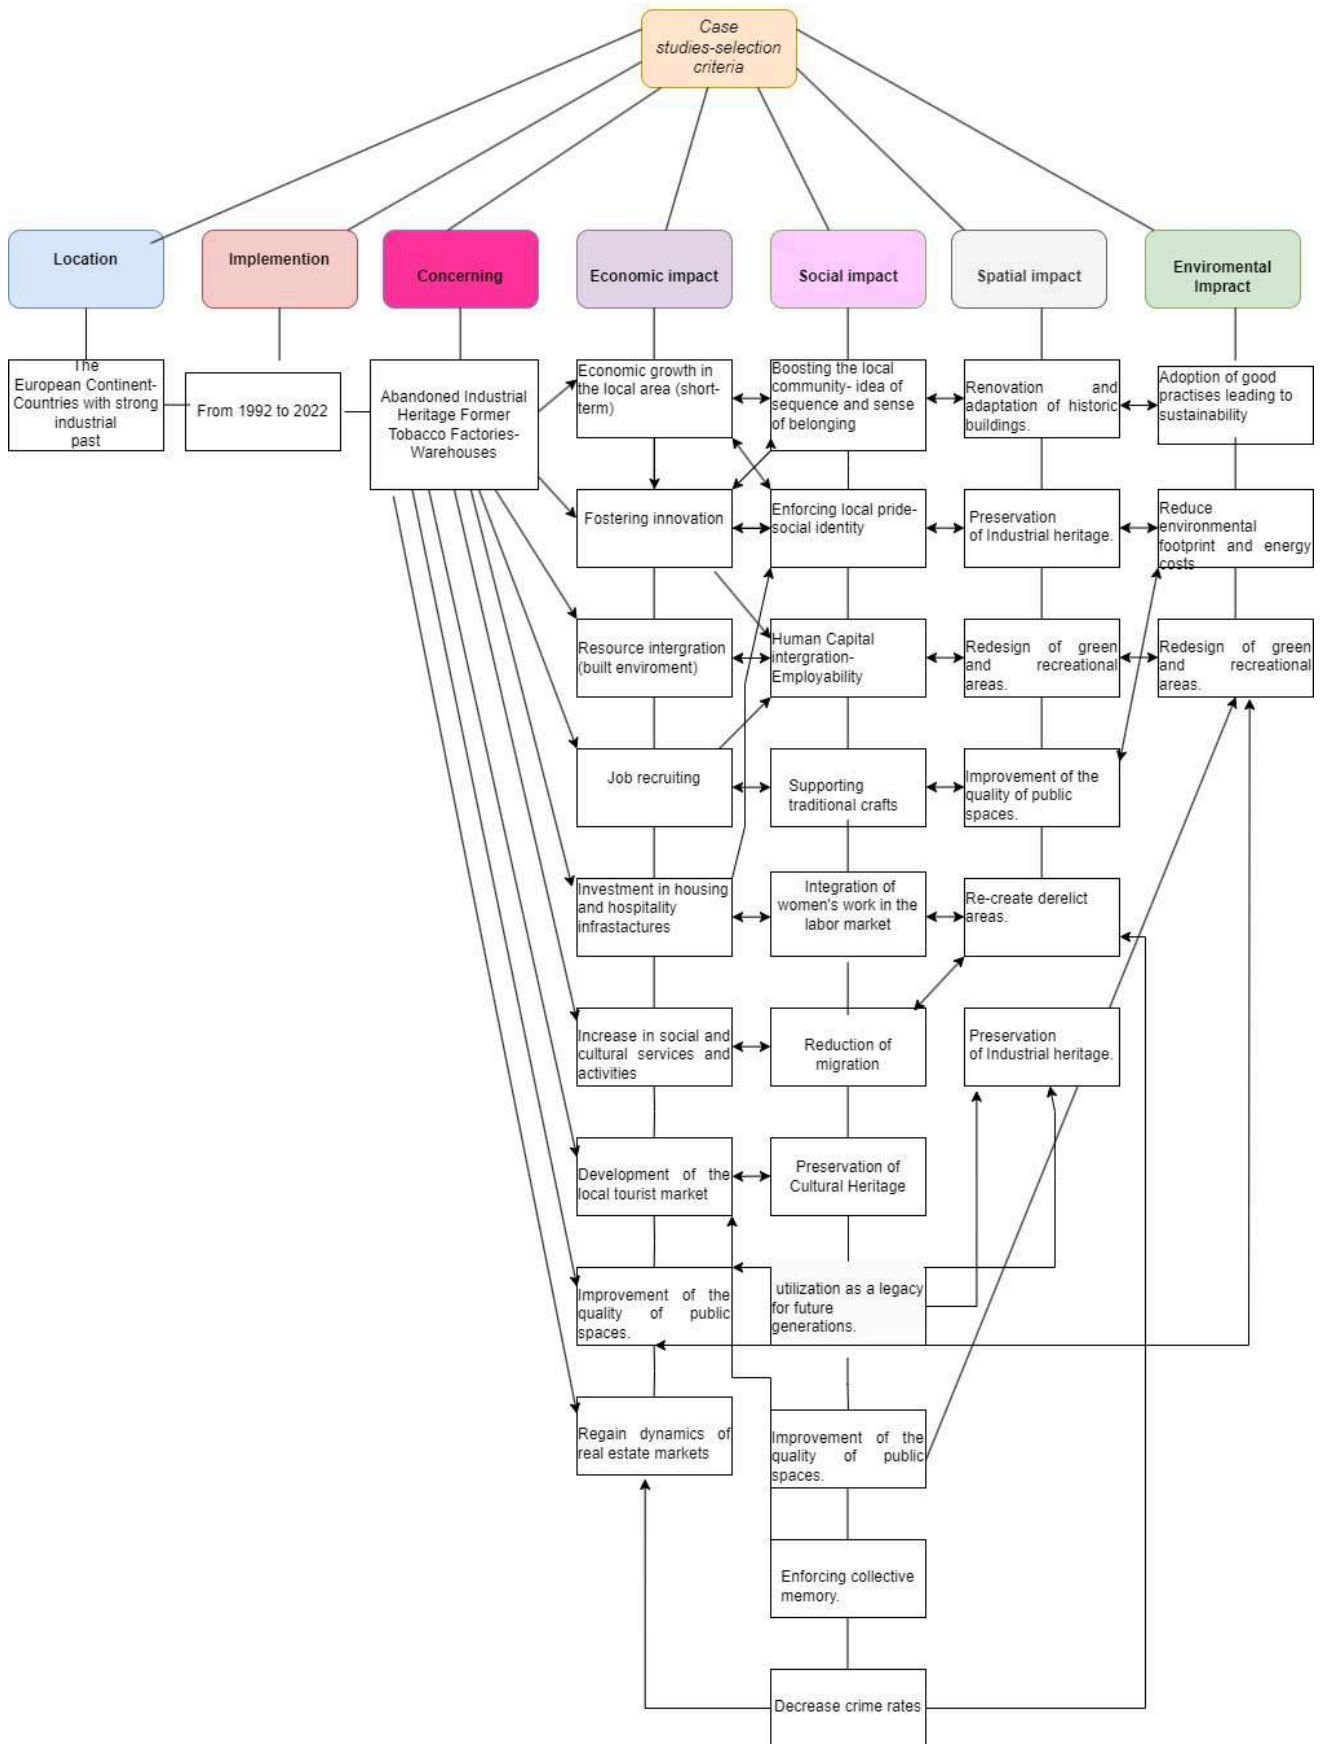 Case
studies-selection
criteria
Location
Implemention
Concerning
Economic impact
Social impact
Spatial impact
Enviromental
Impract
The
European Continent-
Countries with strong
industrial
past
From 1992 to 2022
Abandoned Industrial
Heritage Former
Tobacco Factories-
Warehouses
Economic growth in
the local area (short-
term)
Boosting the local
community- idea of
sequence and sense
of belonging
Renovation and
adaptation of historic
buildings.
Adoption of good
practises leading to
sustainability
Fostering innovation
Enforcing local pride-
social identity
Preservation
of Industrial heritage.
Reduce
environmental
footprint and energy
costs
Resource intergration
(built enviroment)
Human Capital
intergration-
Employability
Redesign of green
and recreational
areas.
Redesign of green
and recreational
areas.
Job recruiting
Supporting
traditional crafts
Improvement of the
quality of public
spaces.
Investment in housing
and hospitality
infrastactures
Integration of
women's work in the
labor market
Re-create derelict
areas.
Increase in social and
cultural services and
activities
Reduction of
migration
Preservation
of Industrial heritage.
Development of the
local tourist market
Preservation of
Cultural Heritage
Improvement of the
quality of public
spaces.
utilization as a legacy
for future
generations.
Regain dynamics of
real estate markets
Improvement of the
quality of public
spaces.
Enforcing collective
memory.
Decrease crime rates